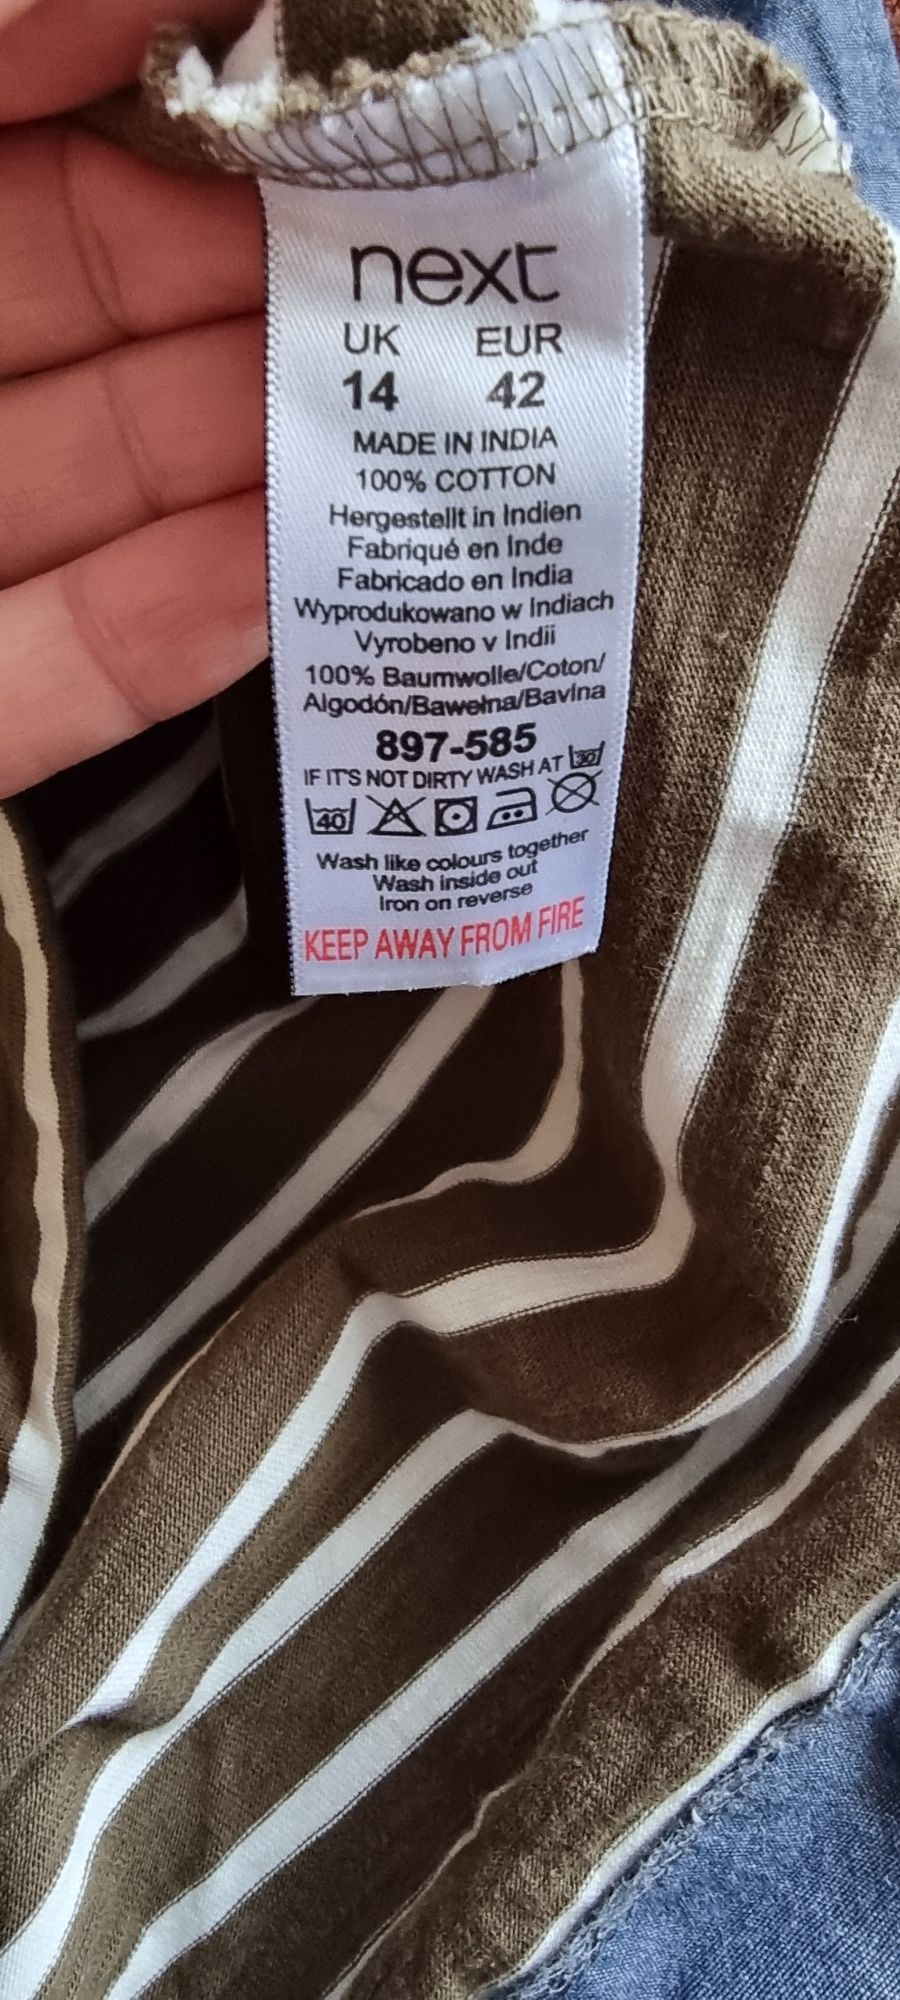 next
UK EUR
14 42
MADE IN INDIA
100% COTTON
Hergestellt in Indien
Fabriqué en Inde
Fabricado en India
Wyprodukowano w Indiach
Vyrobeno v Indii
100% Baumwolle/Coton/
Algodón/Bawełna/Bavlna
897-585
IF IT'S NOT DIRTY WASH AT 30
40
Wash like colours together
Wash inside out
Iron on reverse
KEEP AWAY FROM FIRE